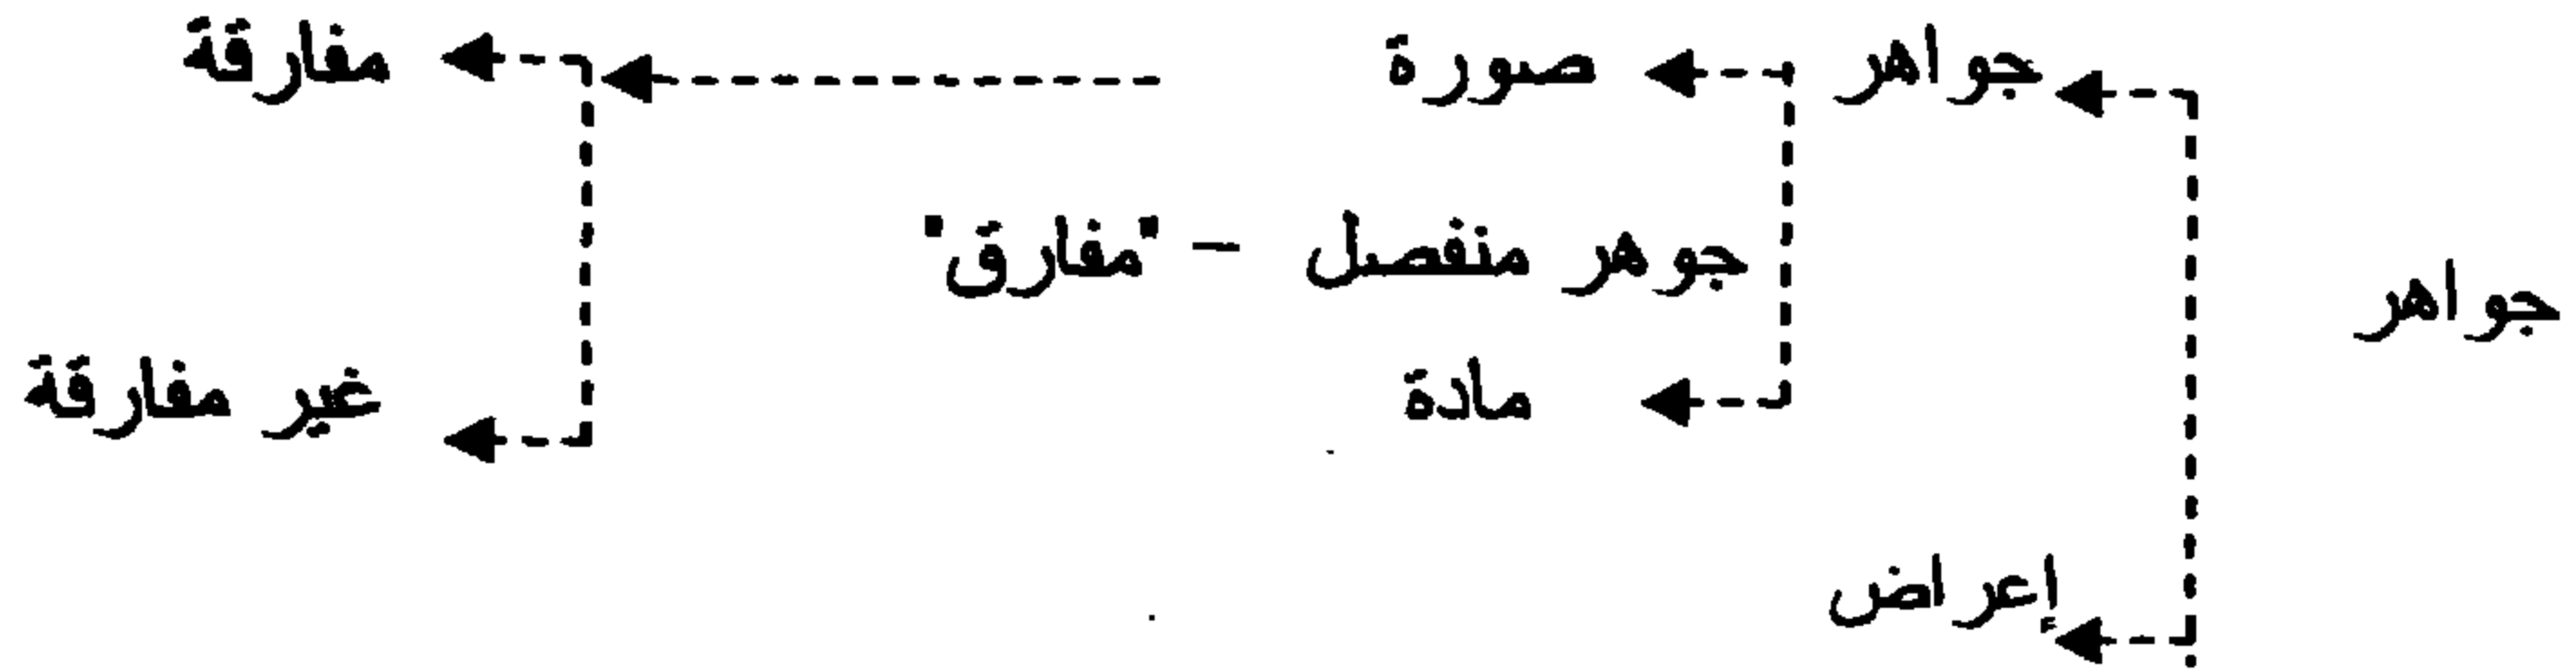 جواهر
جواهر
إعراض
صورة
جوهر منفصل - "مفارق"
مادة
مفارقة
غير مفارقة